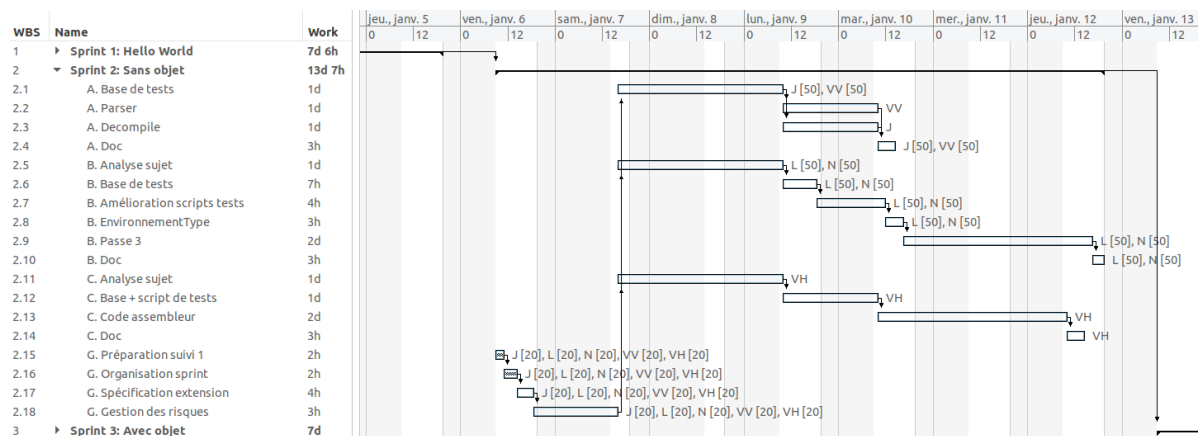 jeu., janv. 5 ven., janv. 6 sam., janv. 7 dim., janv. 8 lun., janv. 9 mar., janv. 10 mer., janv. 11 jeu., janv. 12 ven., janv. 13
WBS Name Work 0 12 0 12 0 12 0 12 0 12 0 12 0 12 0 12 0 12
1 Sprint 1: Hello World 7d 6h
2 Sprint 2: Sans objet 13d 7h
2.1 A. Base de tests 1d J [50], VV [50]
2.2 A. Parser 1d VV
2.3 A. Decompile 1d J
2.4 A. Doc 3h J [50], VV [50]
2.5 B. Analyse sujet 1d L [50], N [50]
2.6 B. Base de tests 7h L [50], N [50]
2.7 B. Amélioration scripts tests 4h L [50], N [50]
2.8 B. EnvironnementType 3h L [50], N [50]
2.9 B. Passe 3 2d L [50], N [50]
2.10 B. Doc 3h L [50], N [50]
2.11 C. Analyse sujet 1d VH
2.12 C. Base + script de tests 1d VH
2.13 C. Code assembleur 2d VH
2.14 C. Doc 3h VH
2.15 G. Préparation suivi 1 2h J [20], L [20], N [20], VV [20], VH [20]
2.16 G. Organisation sprint 2h J [20], L [20], N [20], VV [20], VH [20]
2.17 G. Spécification extension 4h J [20], L [20], N [20], VV [20], VH [20]
2.18 G. Gestion des risques 3h J [20], L [20], N [20], VV [20], VH [20]
3 Sprint 3: Avec objet 7d